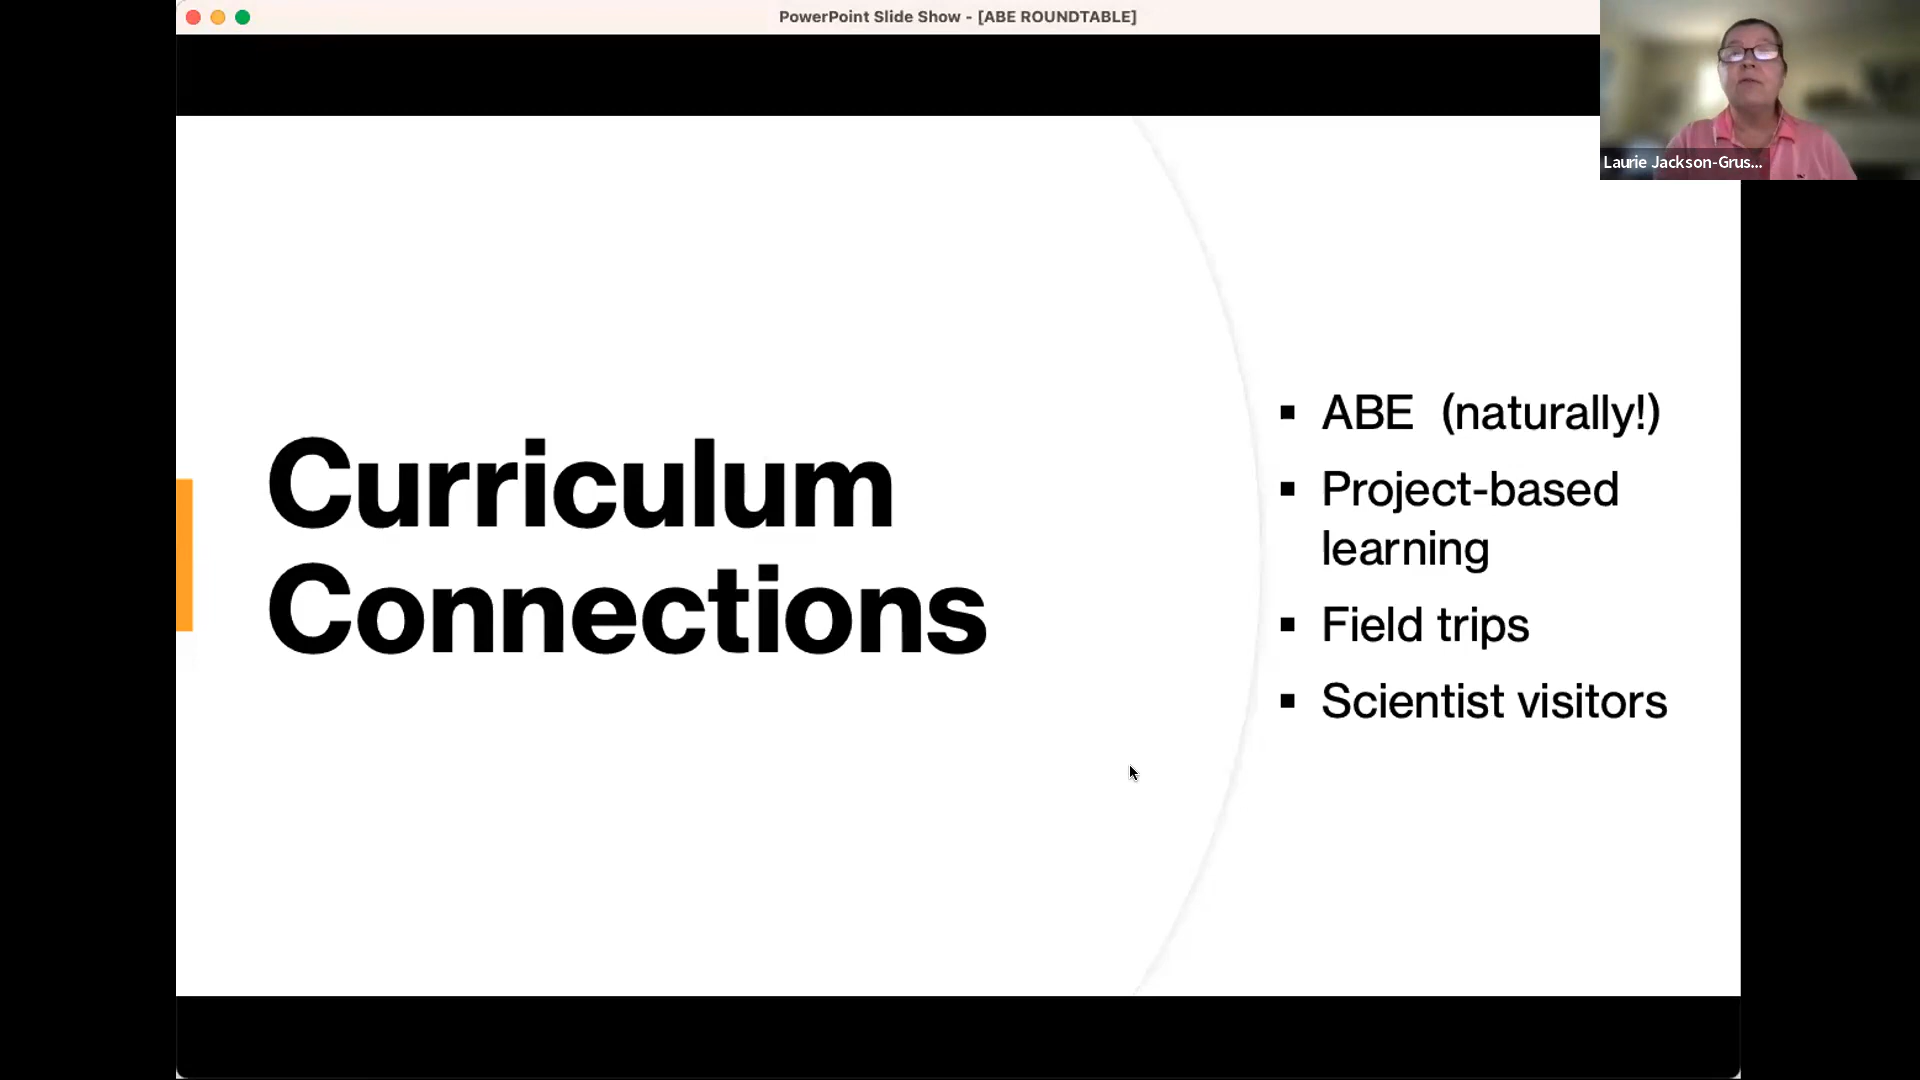 PowerPoint Slide Show - [ABE ROUNDTABLE]
Laurie Jackson-Grus...
Curriculum
Connections
▪ ABE  (naturally!)
▪ Project-based
learning
▪ Field trips
▪ Scientist visitors